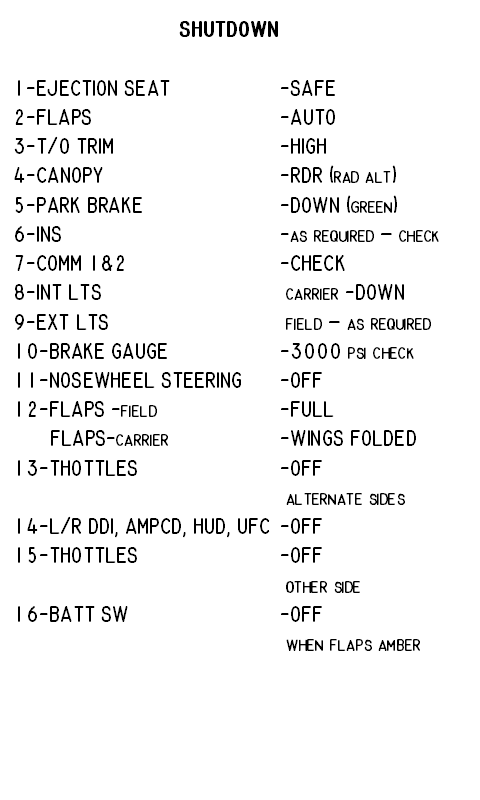 SHUTDOWN
1-EJECTION SEAT -SAFE
2-FLAPS -AUTO
3-T/O TRIM -HIGH
4-CANOPY -RDR (RAD ALT)
5-PARK BRAKE -DOWN (GREEN)
6-INS -AS REQUIRED - CHECK
7-COMM 1&2 -CHECK
8-INT LTS CARRIER -DOWN
9-EXT LTS FIELD - AS REQUIRED
10-BRAKE GAUGE -3000 PSI CHECK
11-NOSEWHEEL STEERING -OFF
12-FLAPS -FIELD -FULL
FLAPS-CARRIER -WINGS FOLDED
13-THOTTLES -OFF
ALTERNATE SIDES
14-L/R DDI, AMPCD, HUD, UFC -OFF
15-THOTTLES -OFF
OTHER SIDE
16-BATT SW -OFF
WHEN FLAPS AMBER